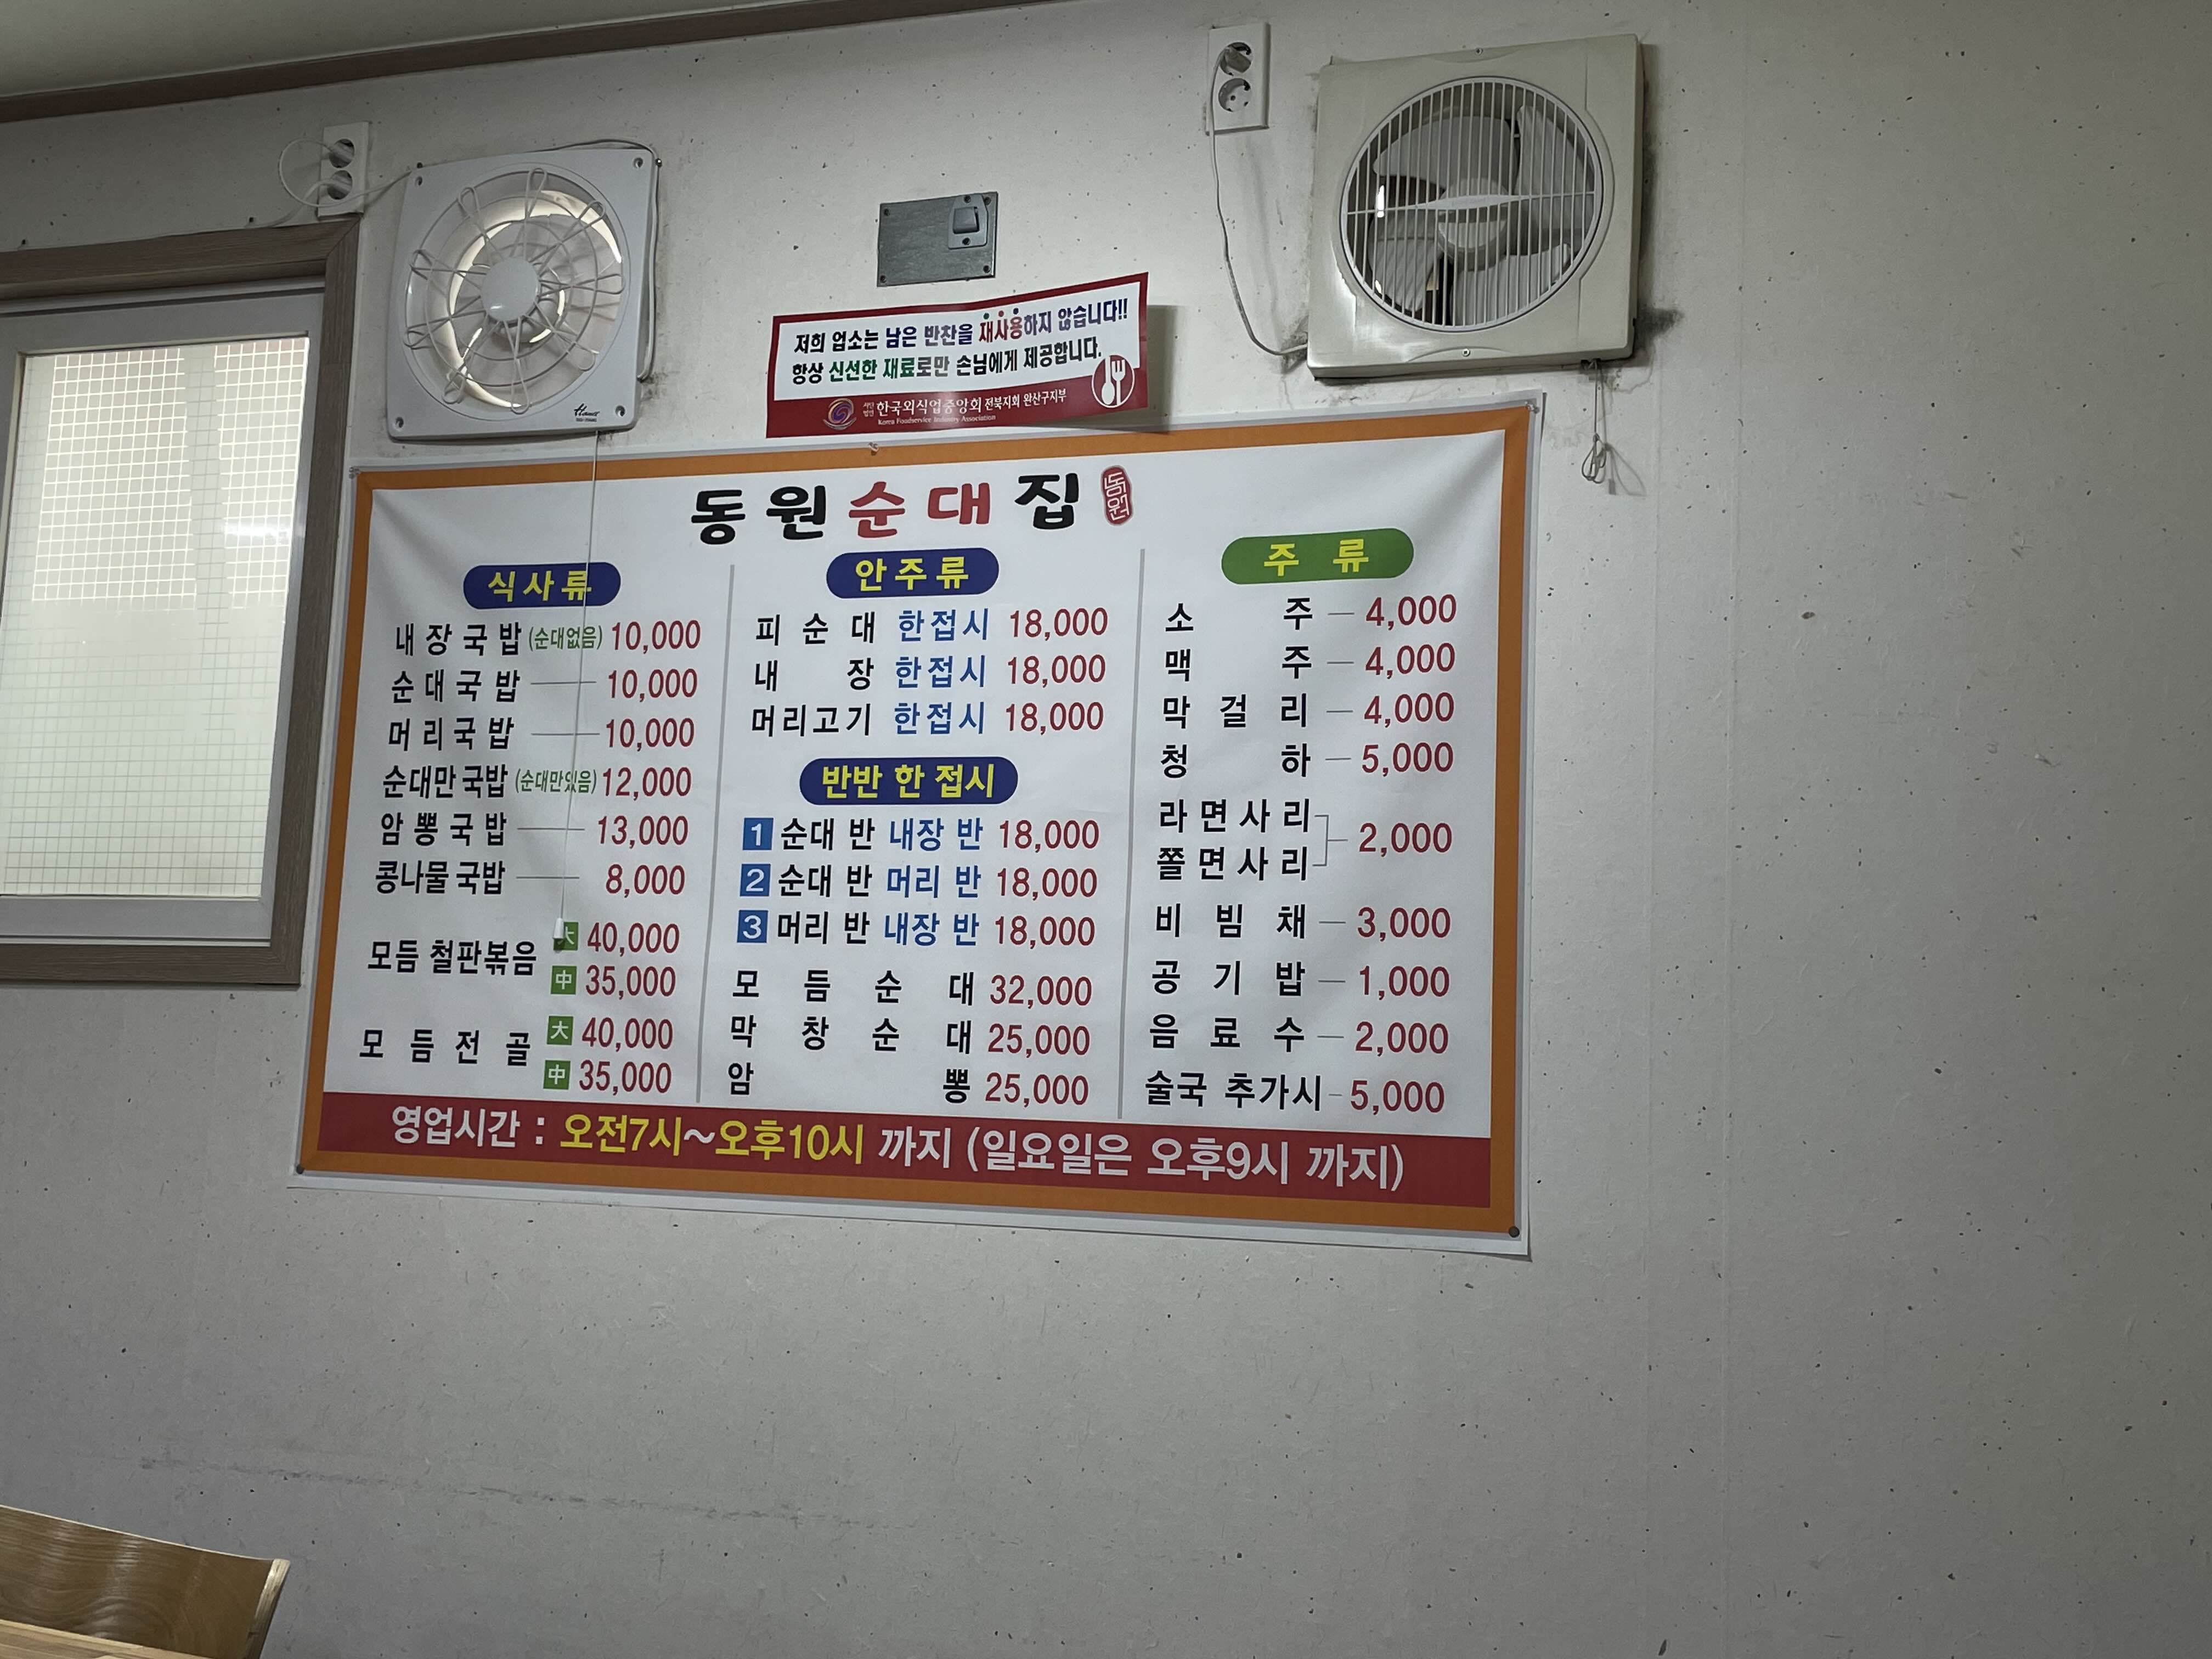 저희 업소는 남은 반찬을 재사용하지 않습니다!!
항상 신선한 재료로만 손님에게 제공합니다.
사단법인 한국외식업중앙회 전북지회 완산구지부
Korea Foodservice Industry Association
동원순대집 동원
식사류
내장국밥 (순대없음) 10,000
순대국밥 10,000
머리국밥 10,000
순대만국밥 (순대만있음) 12,000
암뽕국밥 13,000
콩나물국밥 8,000
모듬 철판볶음 大 40,000
中 35,000
모듬전골 大 40,000
中 35,000
안주류
피순대 한접시 18,000
내장 한접시 18,000
머리고기 한접시 18,000
반반 한 접시
1 순대 반 내장 반 18,000
2 순대 반 머리 반 18,000
3 머리 반 내장 반 18,000
모듬순대 32,000
막창순대 25,000
암뽕 25,000
주류
소주 4,000
맥주 4,000
막걸리 4,000
청하 5,000
라면사리
쫄면사리 2,000
비빔채 3,000
공기밥 1,000
음료수 2,000
술국 추가시 5,000
영업시간 : 오전7시~오후10시 까지 (일요일은 오후9시 까지)